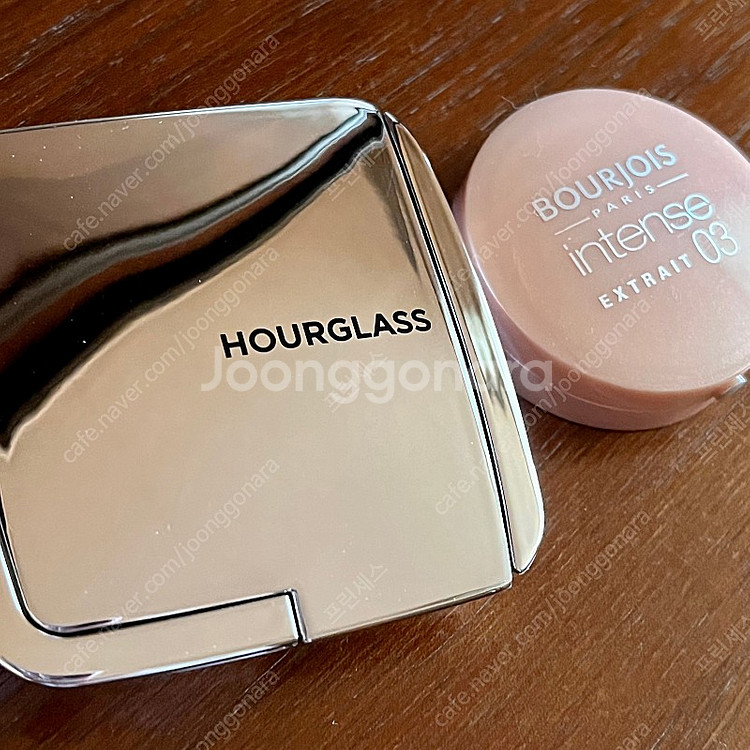 HOURGLASS
BOURJOIS
PARIS
intense
EXTRAIT 03
Joonggonara
cafe.naver.com/joonggonara
프린세스